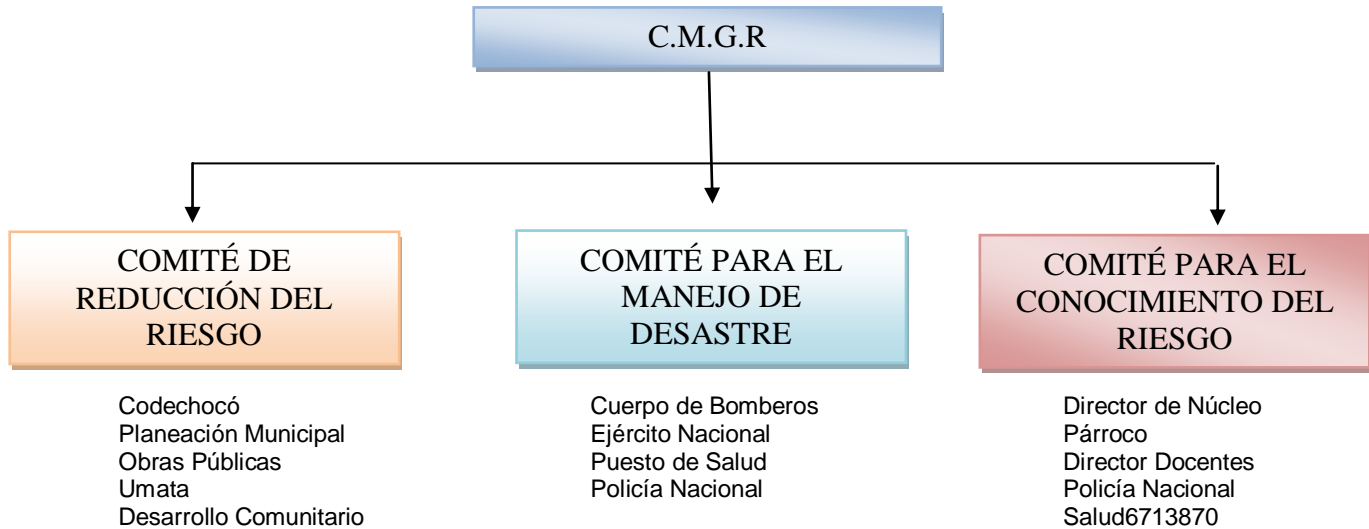 C.M.G.R
COMITÉ DE
REDUCCIÓN DEL
RIESGO
COMITÉ PARA EL
MANEJO DE
DESASTRE
COMITÉ PARA EL
CONOCIMIENTO DEL
RIESGO
Codechocó
Planeación Municipal
Obras Públicas
Umata
Desarrollo Comunitario
Cuerpo de Bomberos
Ejército Nacional
Puesto de Salud
Policía Nacional
Director de Núcleo
Párroco
Director Docentes
Policía Nacional
Salud6713870